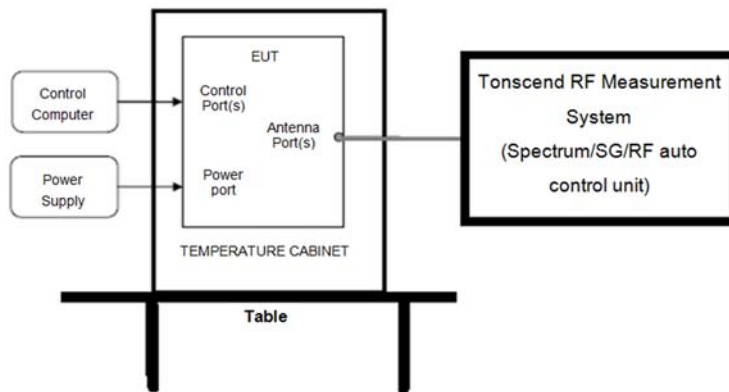 EUT
Control
Computer
Control
Port(s)
Antenna
Port(s)
Power
Supply
Power
port
TEMPERATURE CABINET
Table
Tonscend RF Measurement
System
(Spectrum/SG/RF auto
control unit)